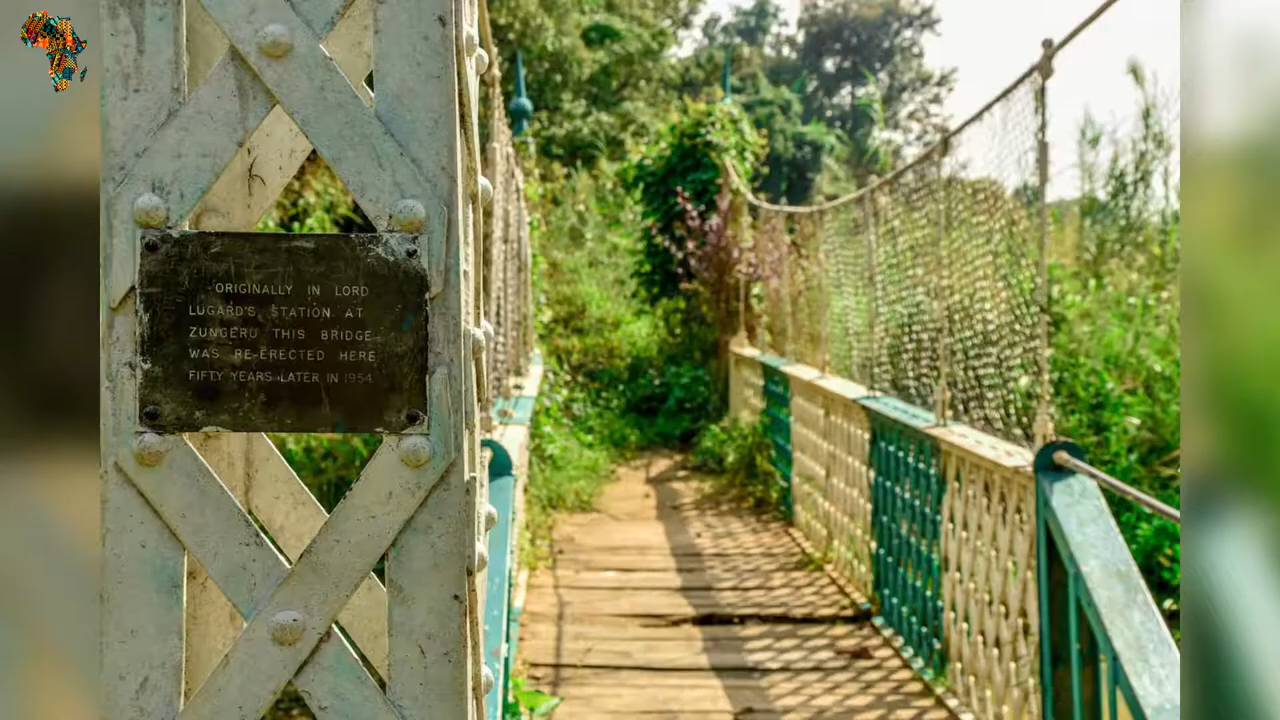 ORIGINALLY IN LORD
LUGARD'S STATION AT
ZUNGERU THIS BRIDGE
WAS RE-ERECTED HERE
FIFTY YEARS LATER IN 1954.